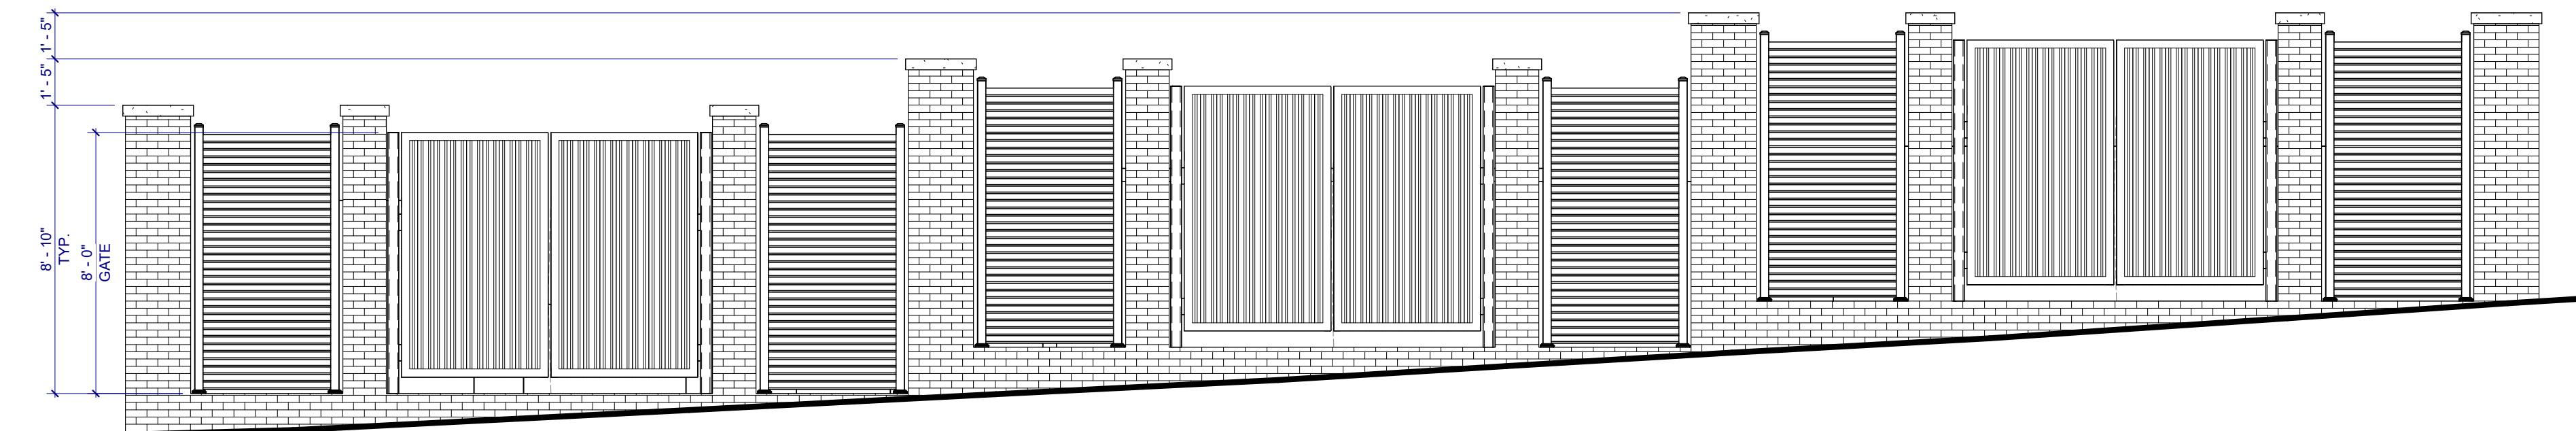 1' - 5"
1' - 5"
8' - 10"
TYP.
8' - 0"
GATE